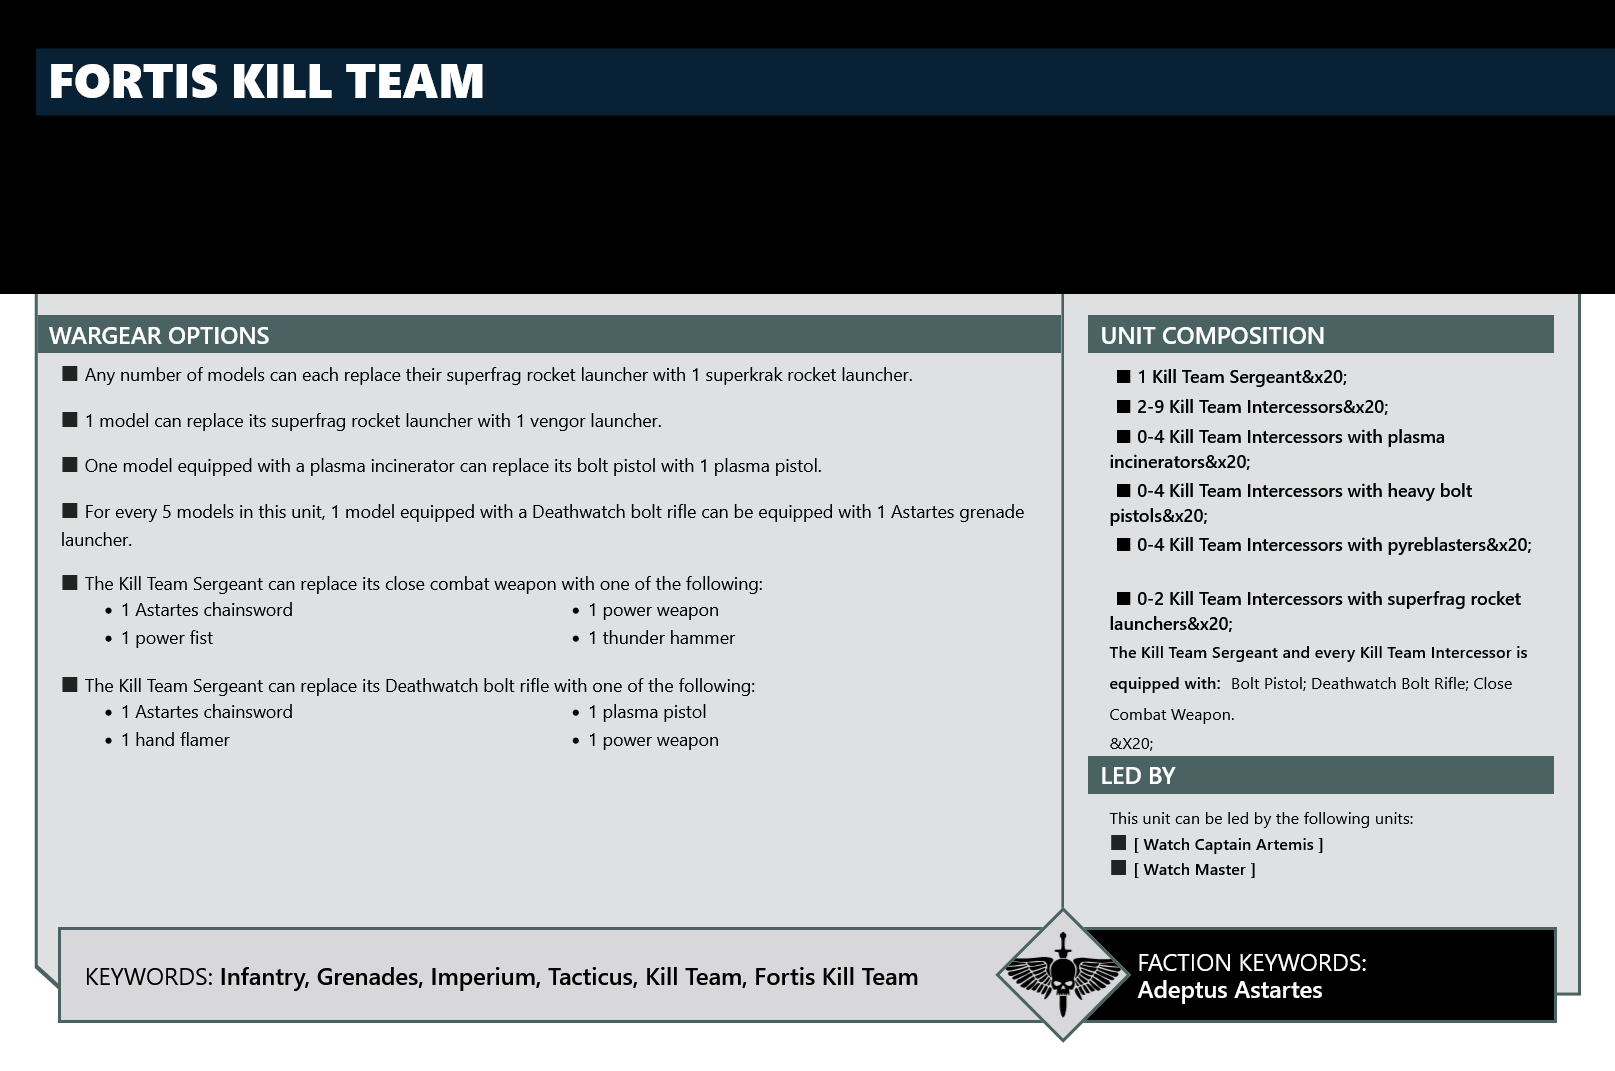 FORTIS KILL TEAM
WARGEAR OPTIONS
■ Any number of models can each replace their superfrag rocket launcher with 1 superkrak rocket launcher.
■ 1 model can replace its superfrag rocket launcher with 1 vengor launcher.
■ One model equipped with a plasma incinerator can replace its bolt pistol with 1 plasma pistol.
■ For every 5 models in this unit, 1 model equipped with a Deathwatch bolt rifle can be equipped with 1 Astartes grenade
launcher.
■ The Kill Team Sergeant can replace its close combat weapon with one of the following:
• 1 Astartes chainsword
• 1 power fist
• 1 power weapon
• 1 thunder hammer
■ The Kill Team Sergeant can replace its Deathwatch bolt rifle with one of the following:
• 1 Astartes chainsword
• 1 hand flamer
• 1 plasma pistol
• 1 power weapon
UNIT COMPOSITION
■ 1 Kill Team Sergeant&x20;
■ 2-9 Kill Team Intercessors&x20;
■ 0-4 Kill Team Intercessors with plasma
incinerators&x20;
■ 0-4 Kill Team Intercessors with heavy bolt
pistols&x20;
■ 0-4 Kill Team Intercessors with pyreblasters&x20;
■ 0-2 Kill Team Intercessors with superfrag rocket
launchers&x20;
The Kill Team Sergeant and every Kill Team Intercessor is
equipped with: Bolt Pistol; Deathwatch Bolt Rifle; Close
Combat Weapon.
&X20;
LED BY
This unit can be led by the following units:
■ [ Watch Captain Artemis ]
■ [ Watch Master ]
KEYWORDS: Infantry, Grenades, Imperium, Tacticus, Kill Team, Fortis Kill Team
FACTION KEYWORDS:
Adeptus Astartes